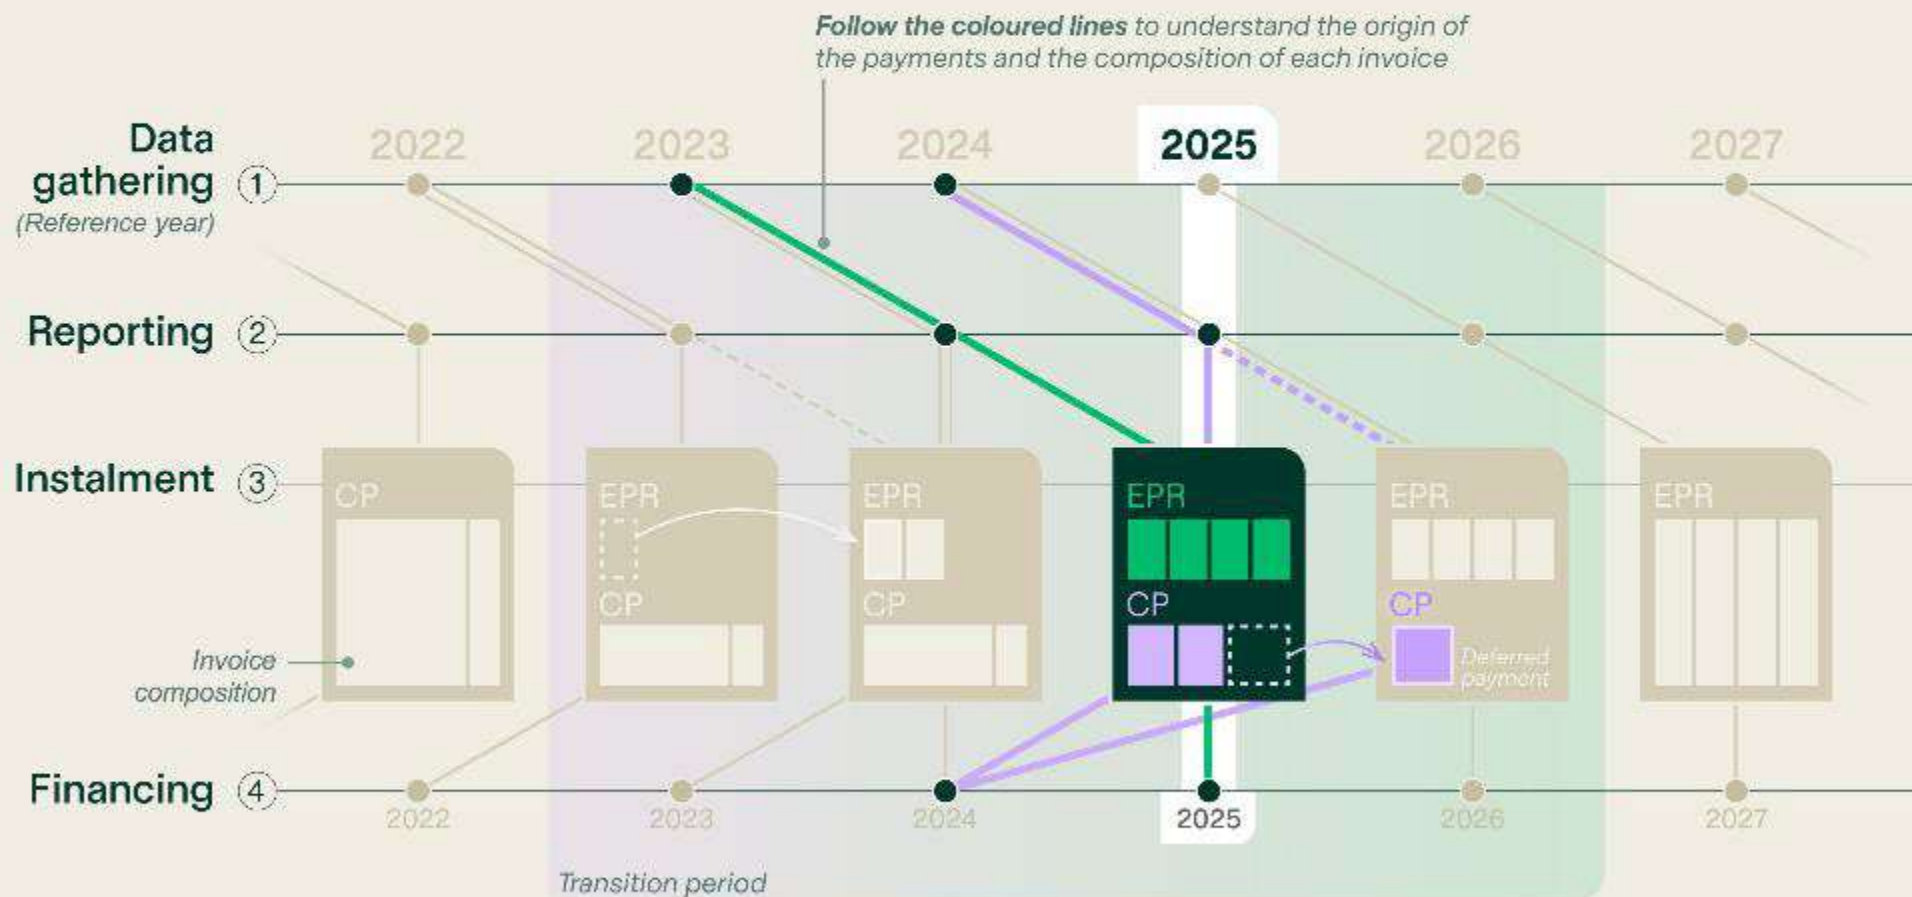 Follow the coloured lines to understand the origin of
the payments and the composition of each invoice
Data
gathering
(Reference year)
1
2022
2023
2024
2025
2026
2027
Reporting
2
Instalment
3
CP
EPR
CP
EPR
CP
EPR
CP
EPR
CP
Deferred
payment
EPR
Invoice
composition
Financing
4
2022
2023
2024
2025
2026
2027
Transition period